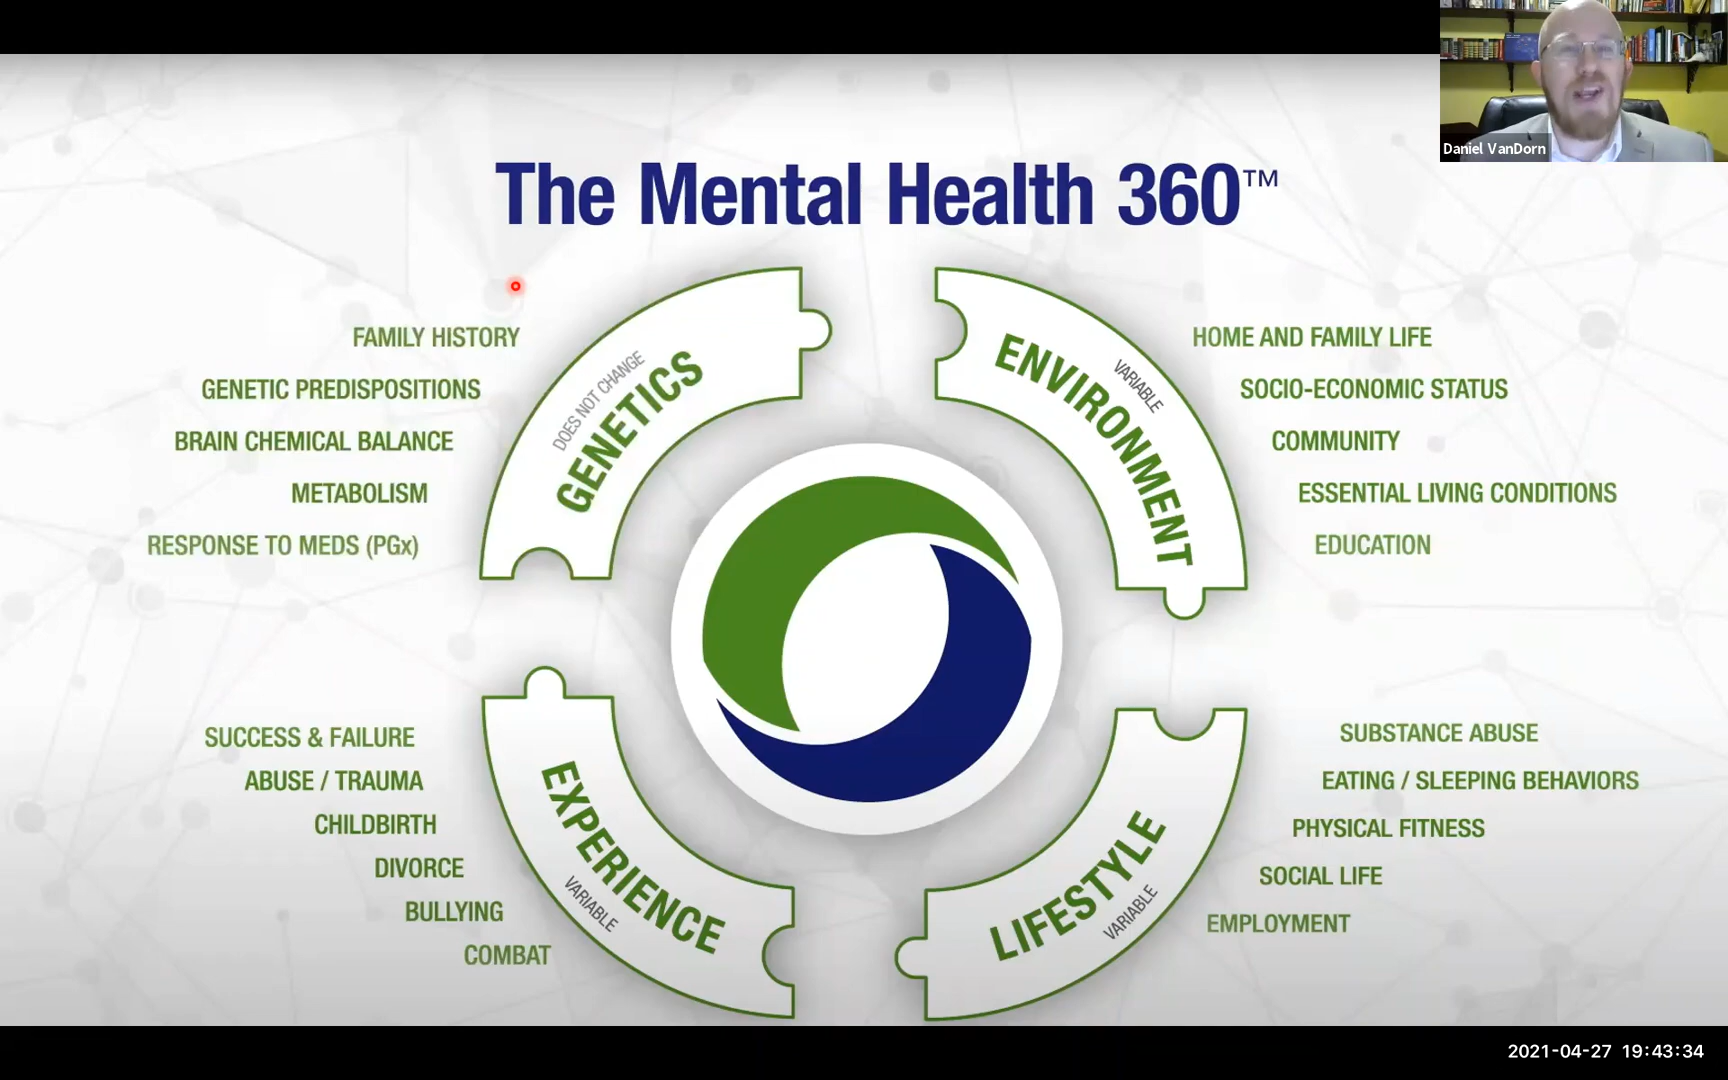 Daniel VanDorn
The Mental Health 360™
FAMILY HISTORY
GENETIC PREDISPOSITIONS
BRAIN CHEMICAL BALANCE
METABOLISM
RESPONSE TO MEDS (PGx)
DOES NOT CHANGE
GENETICS
ENVIRONMENT
VARIABLE
HOME AND FAMILY LIFE
SOCIO-ECONOMIC STATUS
COMMUNITY
ESSENTIAL LIVING CONDITIONS
EDUCATION
SUCCESS & FAILURE
ABUSE / TRAUMA
CHILDBIRTH
DIVORCE
BULLYING
COMBAT
EXPERIENCE
VARIABLE
LIFESTYLE
VARIABLE
SUBSTANCE ABUSE
EATING / SLEEPING BEHAVIORS
PHYSICAL FITNESS
SOCIAL LIFE
EMPLOYMENT
2021-04-27 19:43:34